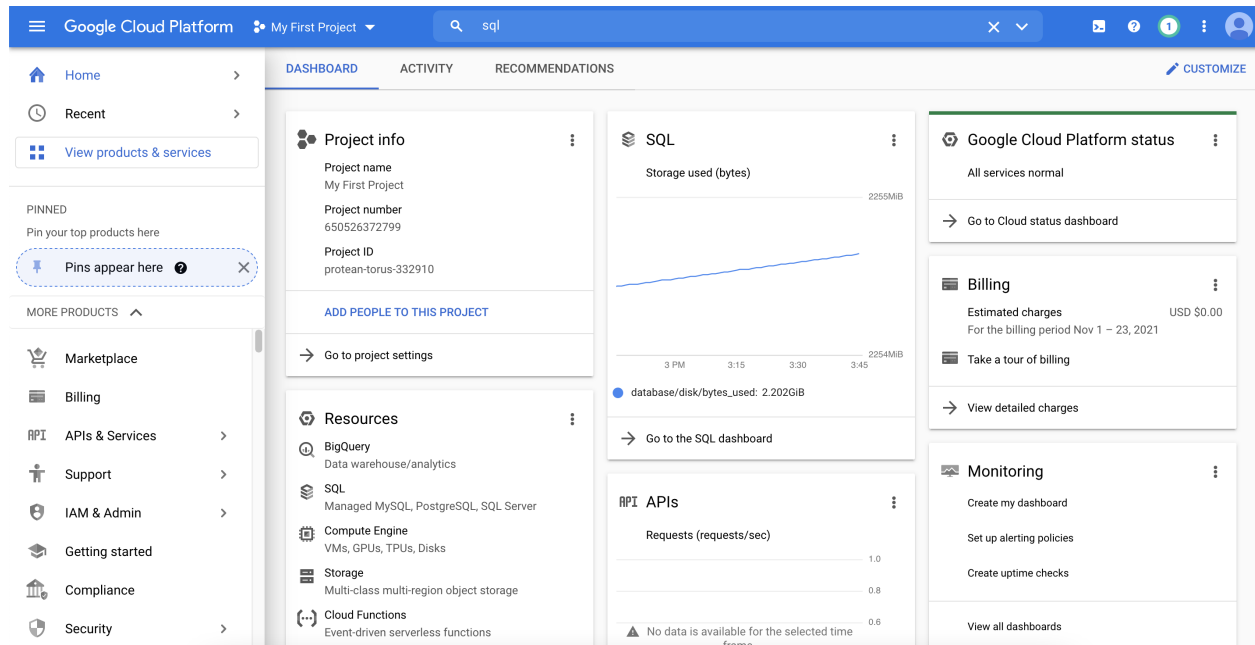 Google Cloud Platform
My First Project
sql
1
Home
Recent
View products & services
PINNED
Pin your top products here
Pins appear here
?
MORE PRODUCTS
Marketplace
Billing
API
APIs & Services
Support
IAM & Admin
Getting started
Compliance
Security
DASHBOARD
ACTIVITY
RECOMMENDATIONS
CUSTOMIZE
Project info
Project name
My First Project
Project number
650526372799
Project ID
protean-torus-332910
ADD PEOPLE TO THIS PROJECT
Go to project settings
Resources
BigQuery
Data warehouse/analytics
SQL
Managed MySQL, PostgreSQL, SQL Server
Compute Engine
VMs, GPUs, TPUs, Disks
Storage
Multi-class multi-region object storage
Cloud Functions
Event-driven serverless functions
SQL
Storage used (bytes)
2255MiB
2254MiB
3 PM 3:15 3:30 3:45
database/disk/bytes_used: 2.202GiB
Go to the SQL dashboard
API APIs
Requests (requests/sec)
1.0
0.8
0.6
No data is available for the selected time
frame.
Google Cloud Platform status
All services normal
Go to Cloud status dashboard
Billing
Estimated charges USD $0.00
For the billing period Nov 1 – 23, 2021
Take a tour of billing
View detailed charges
Monitoring
Create my dashboard
Set up alerting policies
Create uptime checks
View all dashboards